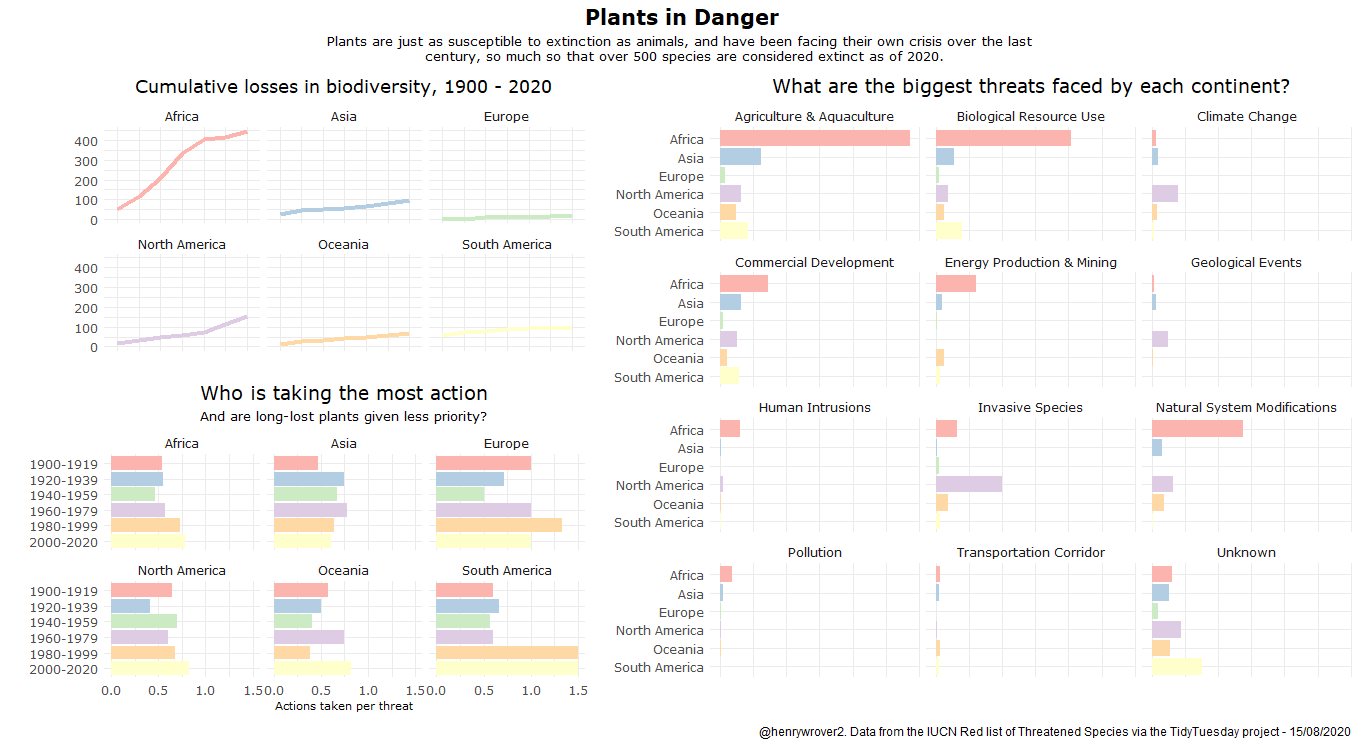 Plants in Danger
Plants are just as susceptible to extinction as animals, and have been facing their own crisis over the last
century, so much so that over 500 species are considered extinct as of 2020.
Cumulative losses in biodiversity, 1900 - 2020
Africa Asia Europe
400
300
200
100
0
North America Oceania South America
400
300
200
100
0
Who is taking the most action
And are long-lost plants given less priority?
Africa Asia Europe
1900-1919
1920-1939
1940-1959
1960-1979
1980-1999
2000-2020
North America Oceania South America
1900-1919
1920-1939
1940-1959
1960-1979
1980-1999
2000-2020
0.0 0.5 1.0 1.5 0.0 0.5 1.0 1.5 0.0 0.5 1.0 1.5
Actions taken per threat
What are the biggest threats faced by each continent?
Agriculture & Aquaculture Biological Resource Use Climate Change
Africa
Asia
Europe
North America
Oceania
South America
Commercial Development Energy Production & Mining Geological Events
Africa
Asia
Europe
North America
Oceania
South America
Human Intrusions Invasive Species Natural System Modifications
Africa
Asia
Europe
North America
Oceania
South America
Pollution Transportation Corridor Unknown
Africa
Asia
Europe
North America
Oceania
South America
@henrywrover2. Data from the IUCN Red list of Threatened Species via the TidyTuesday project - 15/08/2020